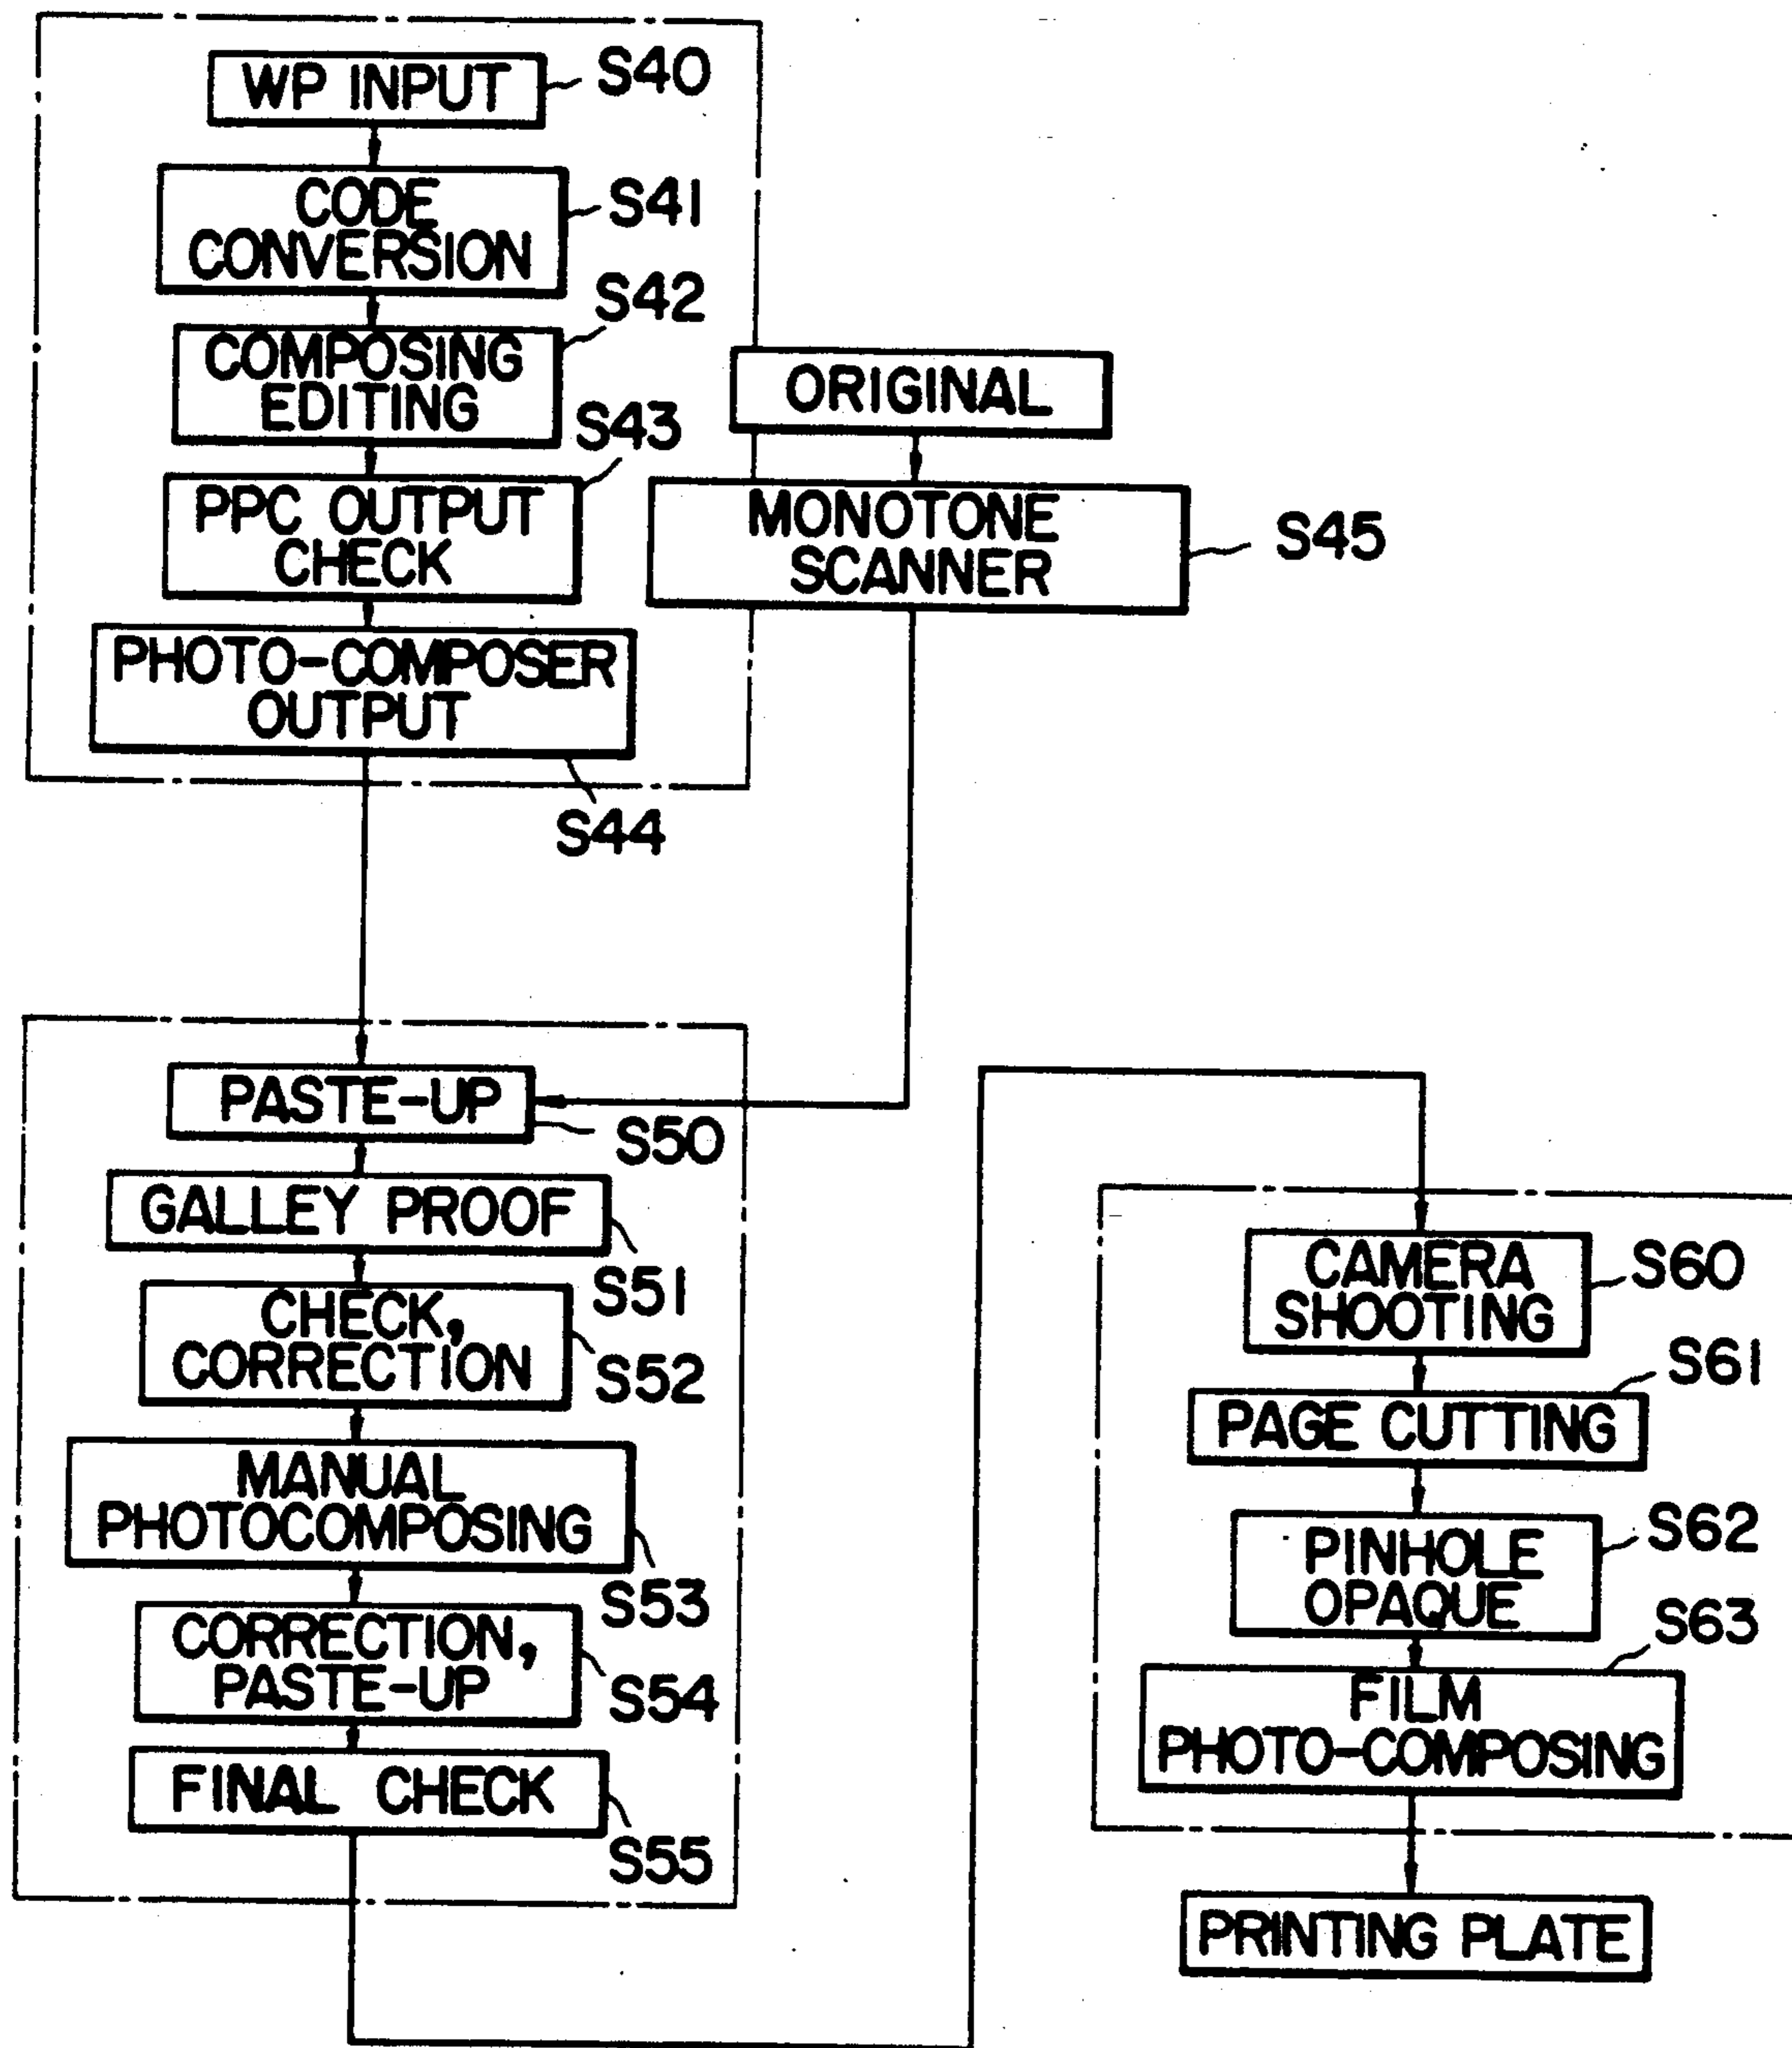 WP INPUT
S40
CODE
CONVERSION
S41
COMPOSING
EDITING
S42
PPC OUTPUT
CHECK
S43
PHOTO-COMPOSER
OUTPUT
S44
ORIGINAL
MONOTONE
SCANNER
S45
PASTE-UP
S50
GALLEY PROOF
S51
CHECK,
CORRECTION
S52
MANUAL
PHOTOCOMPOSING
S53
CORRECTION,
PASTE-UP
S54
FINAL CHECK
S55
CAMERA
SHOOTING
S60
PAGE CUTTING
S61
PINHOLE
OPAQUE
S62
FILM
PHOTO-COMPOSING
S63
PRINTING PLATE